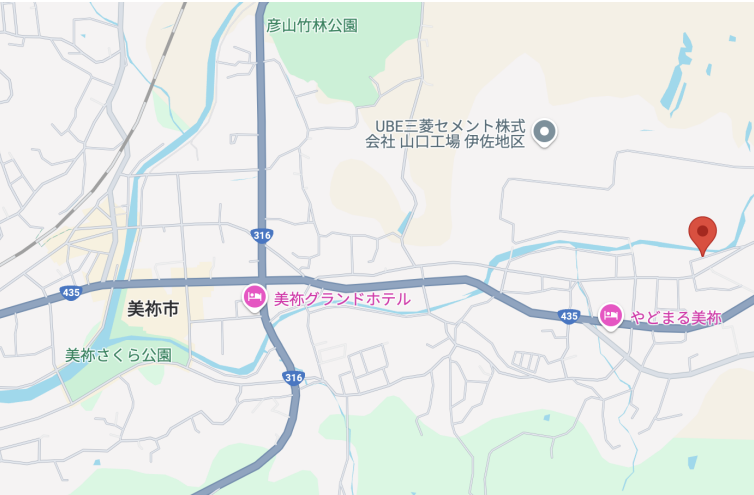 彦山竹林公園
UBE三菱セメント株式
会社 山口工場 伊佐地区
316
435
美祢市
美祢グランドホテル
435
やどまる美祢
美祢さくら公園
316